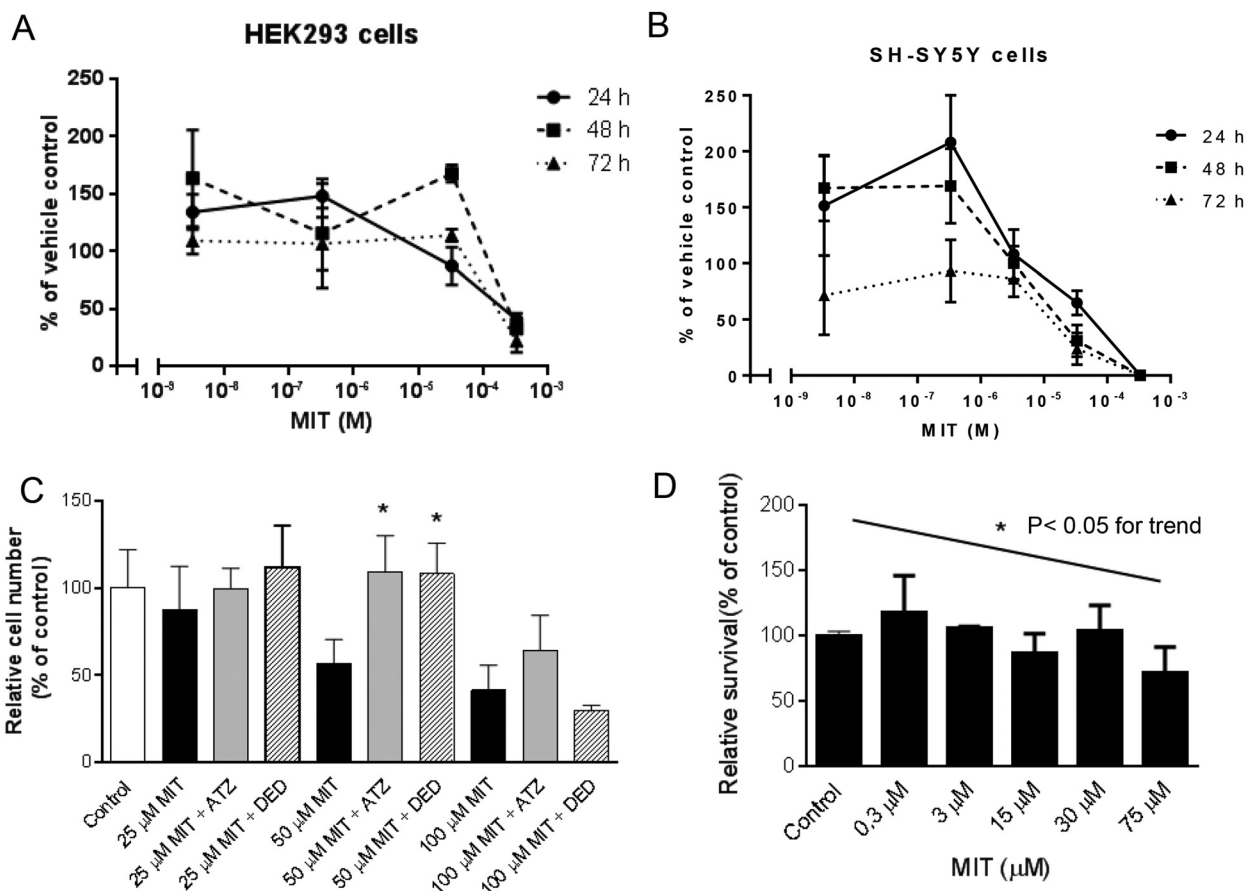 A
HEK293 cells
250
200
150
100
50
0
% of vehicle control
10⁻⁹ 10⁻⁸ 10⁻⁷ 10⁻⁶ 10⁻⁵ 10⁻⁴ 10⁻³
MIT (M)
24 h
48 h
72 h
B
SH-SY5Y cells
250
200
150
100
50
0
% of vehicle control
10⁻⁹ 10⁻⁸ 10⁻⁷ 10⁻⁶ 10⁻⁵ 10⁻⁴ 10⁻³
MIT (M)
24 h
48 h
72 h
C
150
100
50
0
Relative cell number
(% of control)
* *
Control
25 µM MIT
25 µM MIT + ATZ
25 µM MIT + DED
50 µM MIT
50 µM MIT + ATZ
50 µM MIT + DED
100 µM MIT
100 µM MIT + ATZ
100 µM MIT + DED
D
200
150
100
50
0
Relative survival(% of control)
* P< 0.05 for trend
Control
0.3 µM
3 µM
15 µM
30 µM
75 µM
MIT (µM)